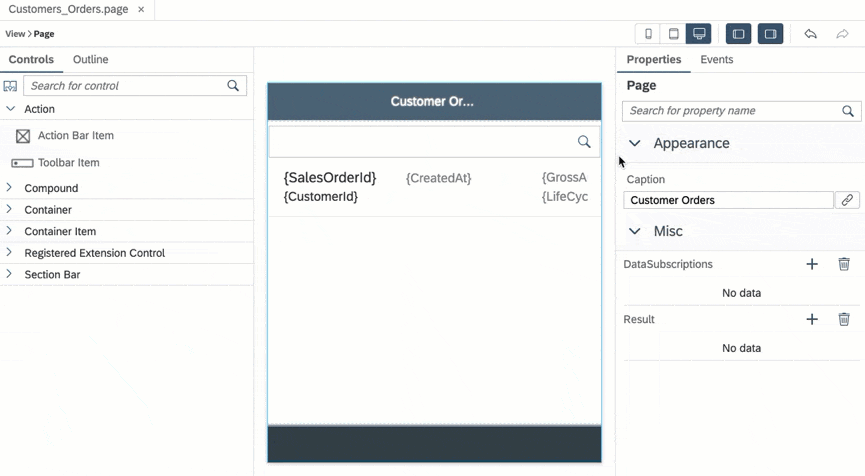 Customers_Orders.page ×
View > Page
Controls Outline
Search for control
Action
Action Bar Item
Toolbar Item
Compound
Container
Container Item
Registered Extension Control
Section Bar
Customer Or...
{SalesOrderId} {CreatedAt} {GrossA
{CustomerId} {LifeCyc
Properties Events
Page
Search for property name
Appearance
Caption
Customer Orders
Misc
DataSubscriptions
No data
Result
No data